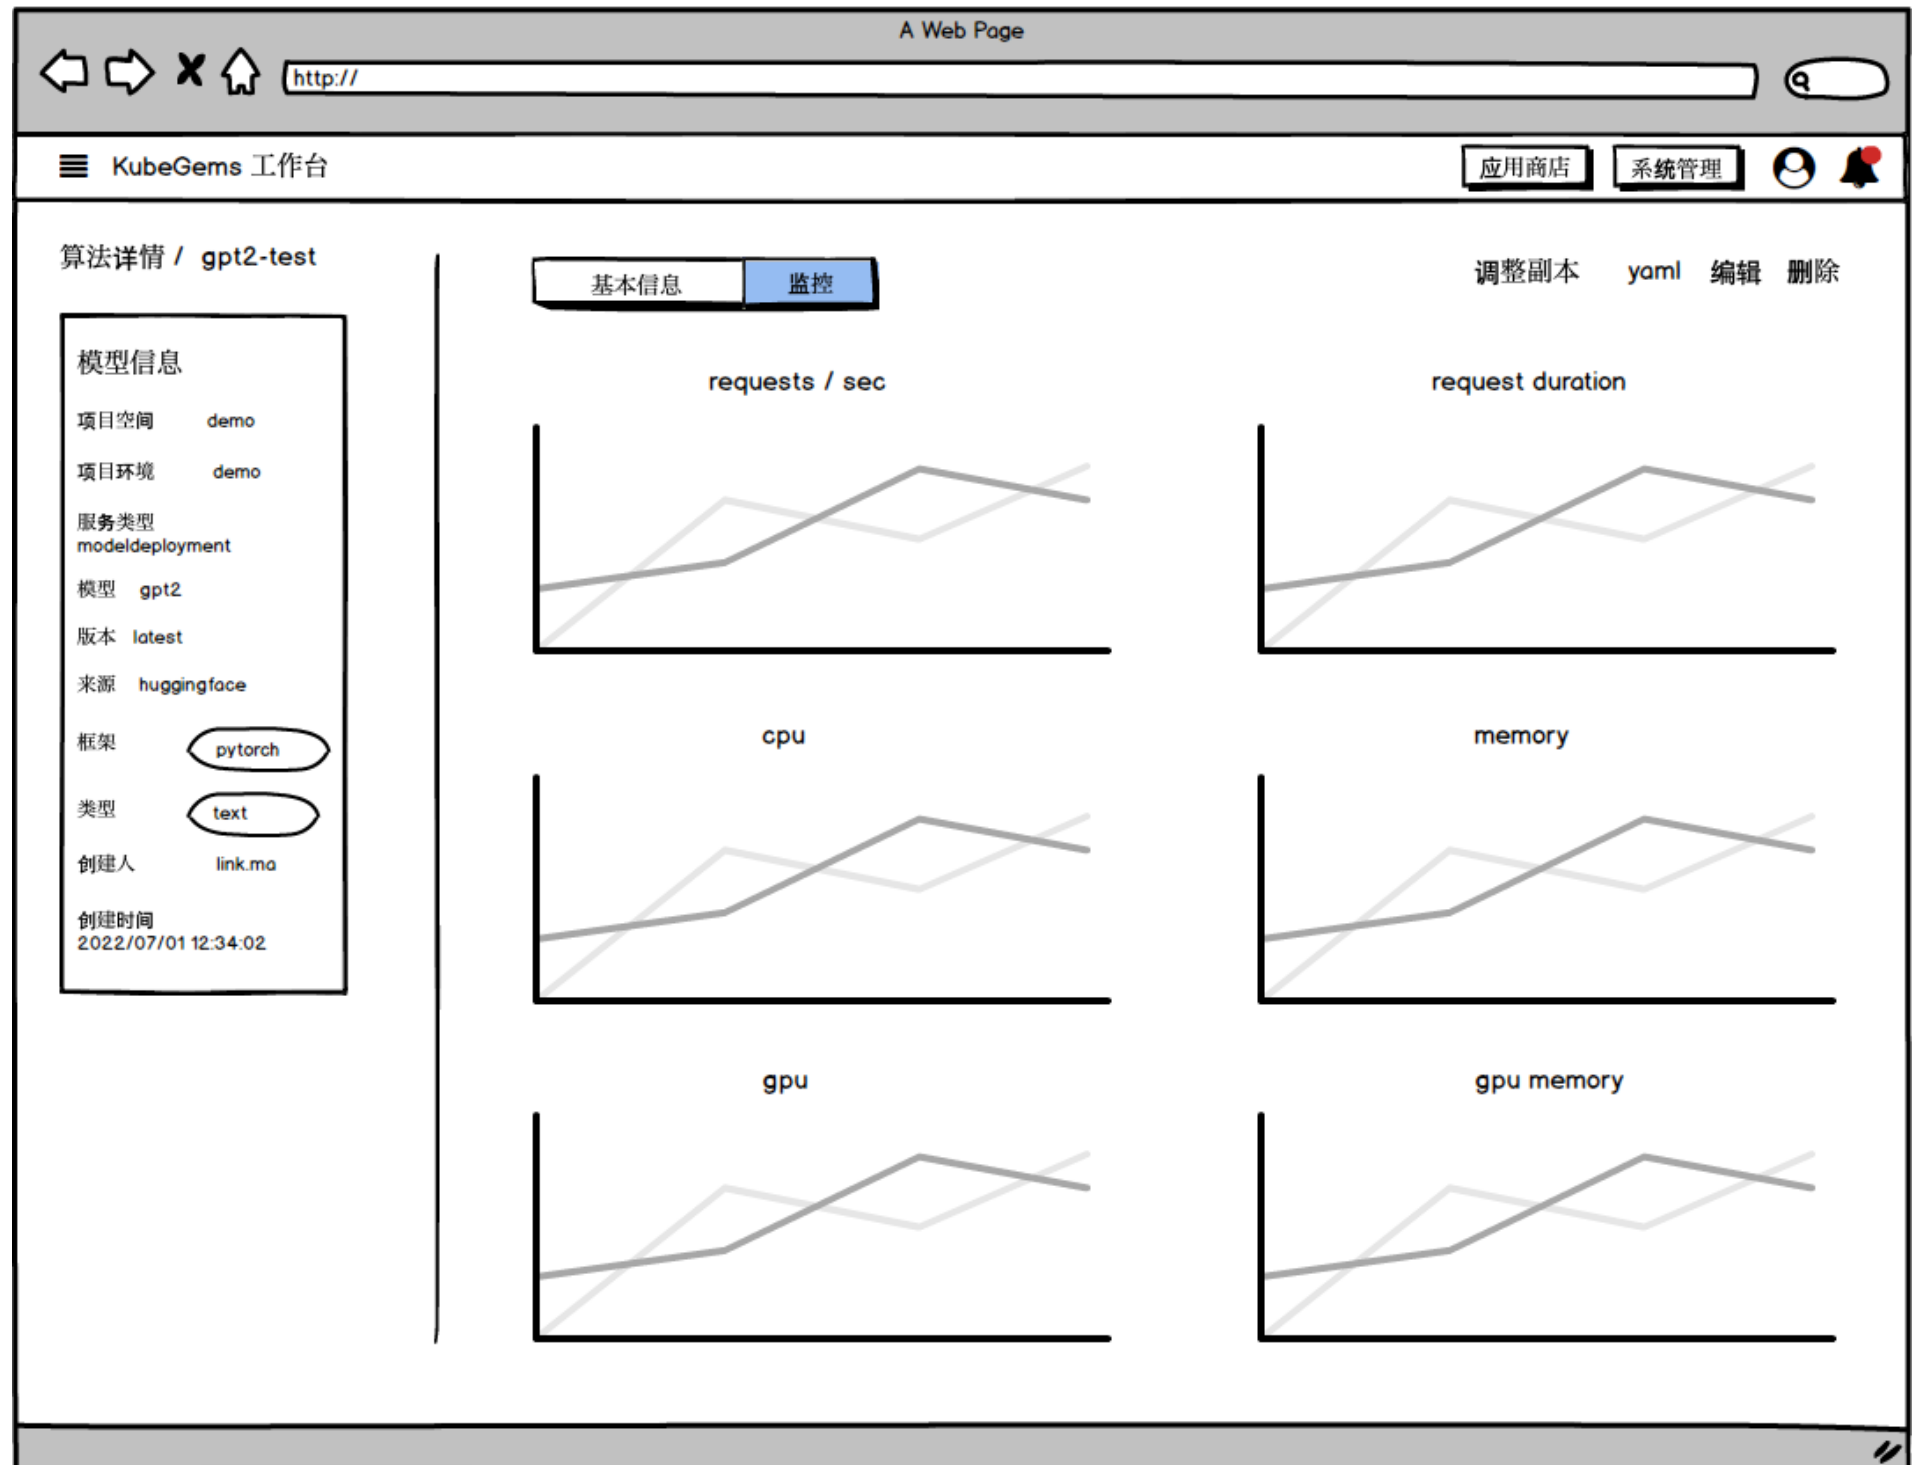 A Web Page
http://
KubeGems 工作台
应用商店
系统管理
算法详情 / gpt2-test
基本信息
监控
调整副本
yaml
编辑
删除
模型信息
项目空间 demo
项目环境 demo
服务类型
modeldeployment
模型 gpt2
版本 latest
来源 huggingface
框架 pytorch
类型 text
创建人 link.ma
创建时间
2022/07/01 12:34:02
requests / sec
request duration
cpu
memory
gpu
gpu memory